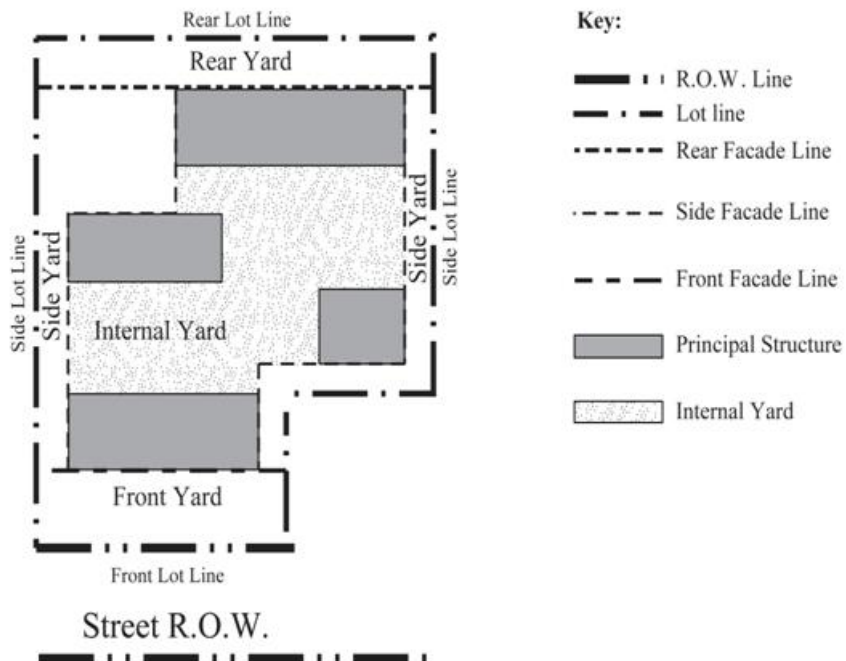 Rear Lot Line
Rear Yard
Side Lot Line
Side Yard
Side Yard
Side Lot Line
Internal Yard
Front Yard
Front Lot Line
Street R.O.W.
Key:
R.O.W. Line
Lot line
Rear Facade Line
Side Facade Line
Front Facade Line
Principal Structure
Internal Yard